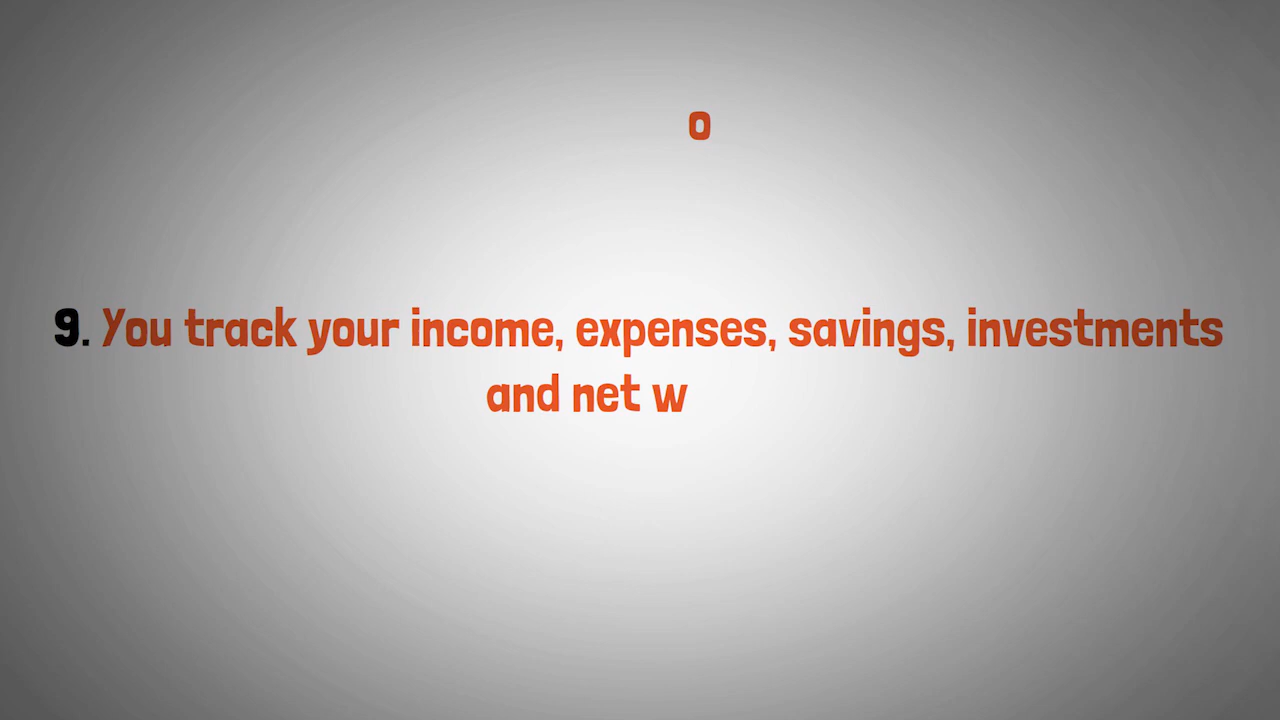 o
9. You track your income, expenses, savings, investments
and net w